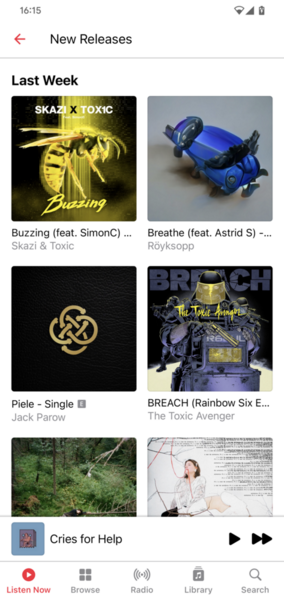 16:15
New Releases
Last Week
SKAZI X TOX1C
Buzzing
BREACH
The Toxic Avenger
Buzzing (feat. SimonC) ...
Breathe (feat. Astrid S) -...
Skazi & Toxic
Röyksopp
Piele - Single E
BREACH (Rainbow Six E...
Jack Parow
The Toxic Avenger
Cries for Help
Listen Now
Browse
Radio
Library
Search